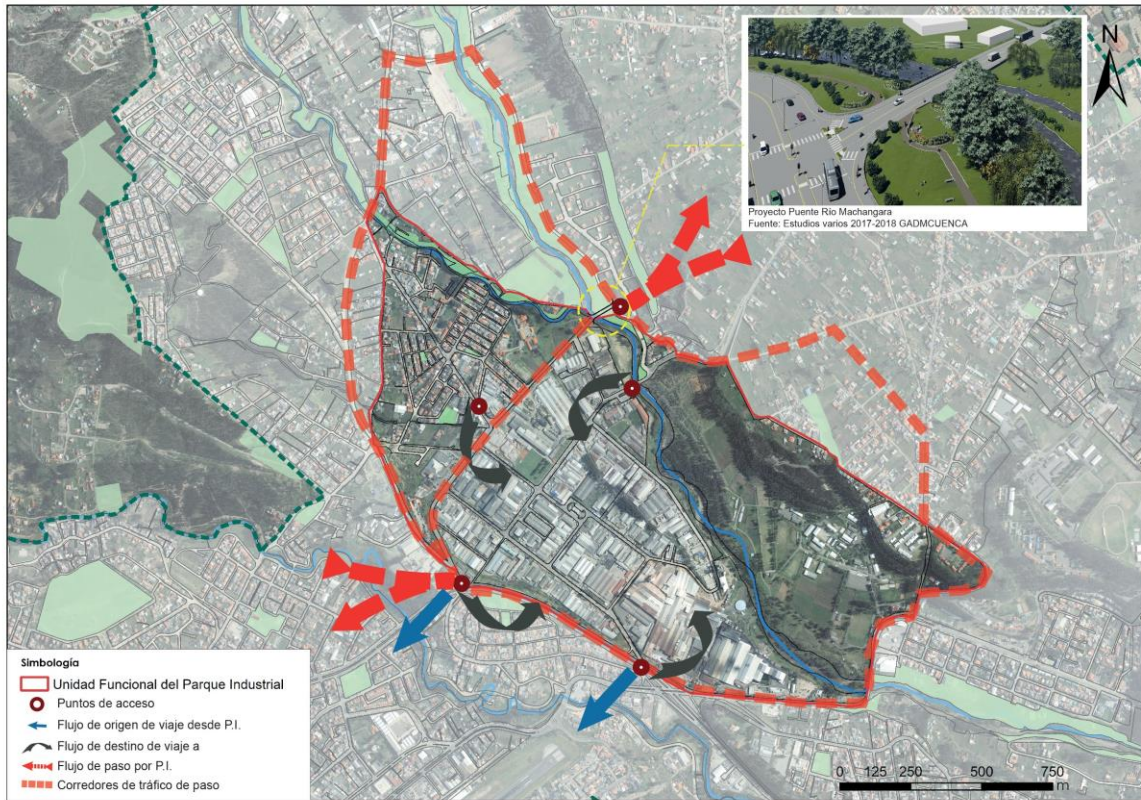 N
Proyecto Puente Río Machangara
Fuente: Estudios varios 2017-2018 GADMCUENCA
Simbología
Unidad Funcional del Parque Industrial
Puntos de acceso
Flujo de origen de viaje desde P.I.
Flujo de destino de viaje a
Flujo de paso por P.I.
Corredores de tráfico de paso
0 125 250 500 750
m